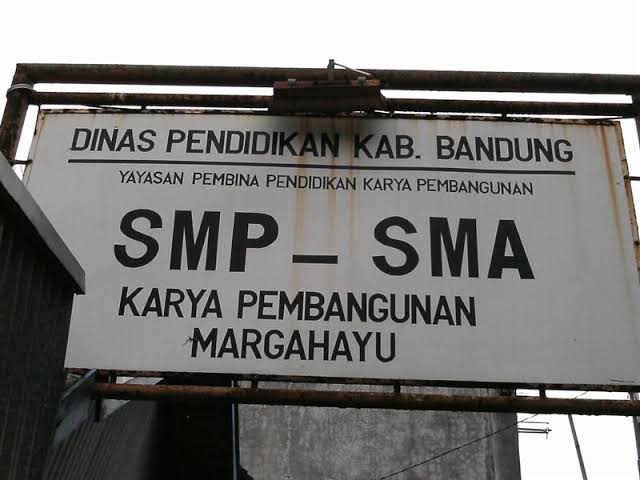 DINAS PENDIDIKAN KAB. BANDUNG
YAYASAN PEMBINA PENDIDIKAN KARYA PEMBANGUNAN
SMP – SMA
KARYA PEMBANGUNAN
MARGAHAYU